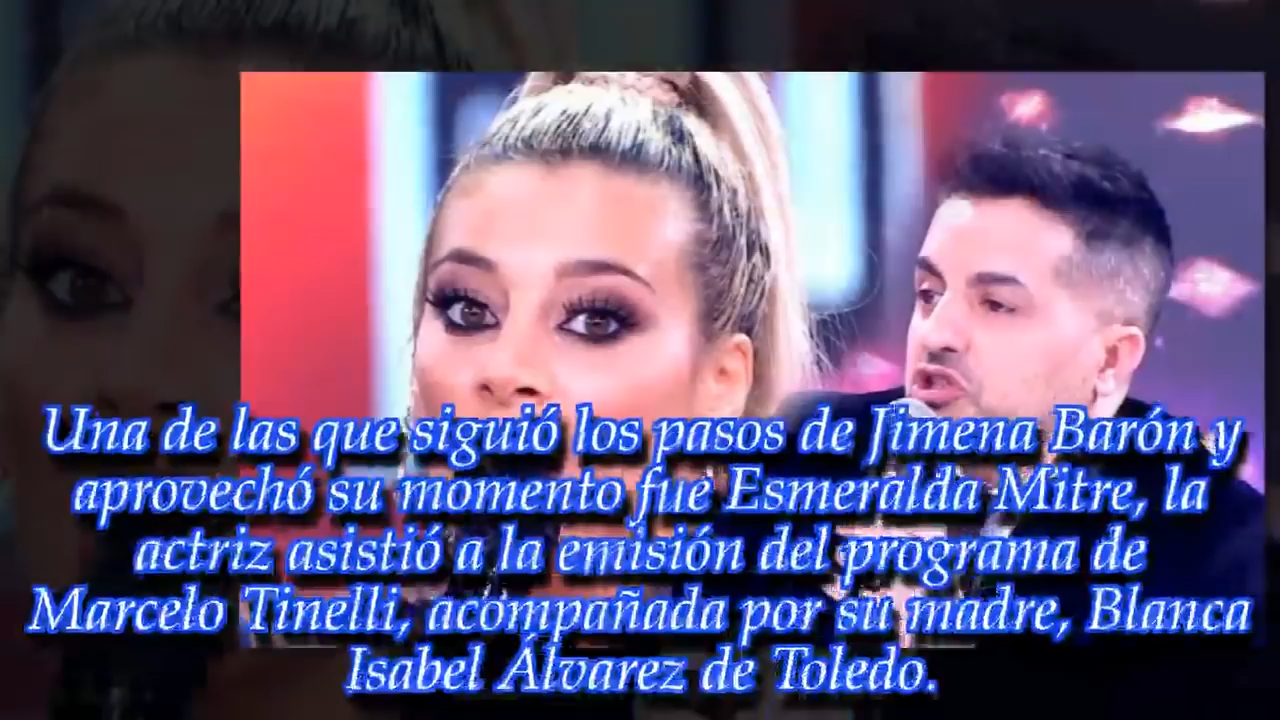 Una de las que siguió los pasos de Jimena Barón y
aprovechó su momento fue Esmeralda Mitre, la
actriz asistió a la emisión del programa de
Marcelo Tinelli, acompañada por su madre, Blanca
Isabel Álvarez de Toledo.